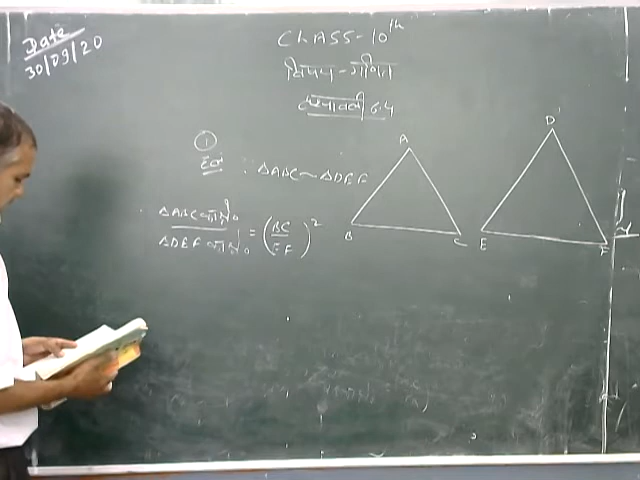 Date
30/09/20
CLASS-10th
विषय-गणित
प्रश्नावली 6.4
①
हल : ΔABC ~ ΔDEF
ΔABC का क्षे० / ΔDEF का क्षे० = (BC/EF)²
A
B
C
D
E
F